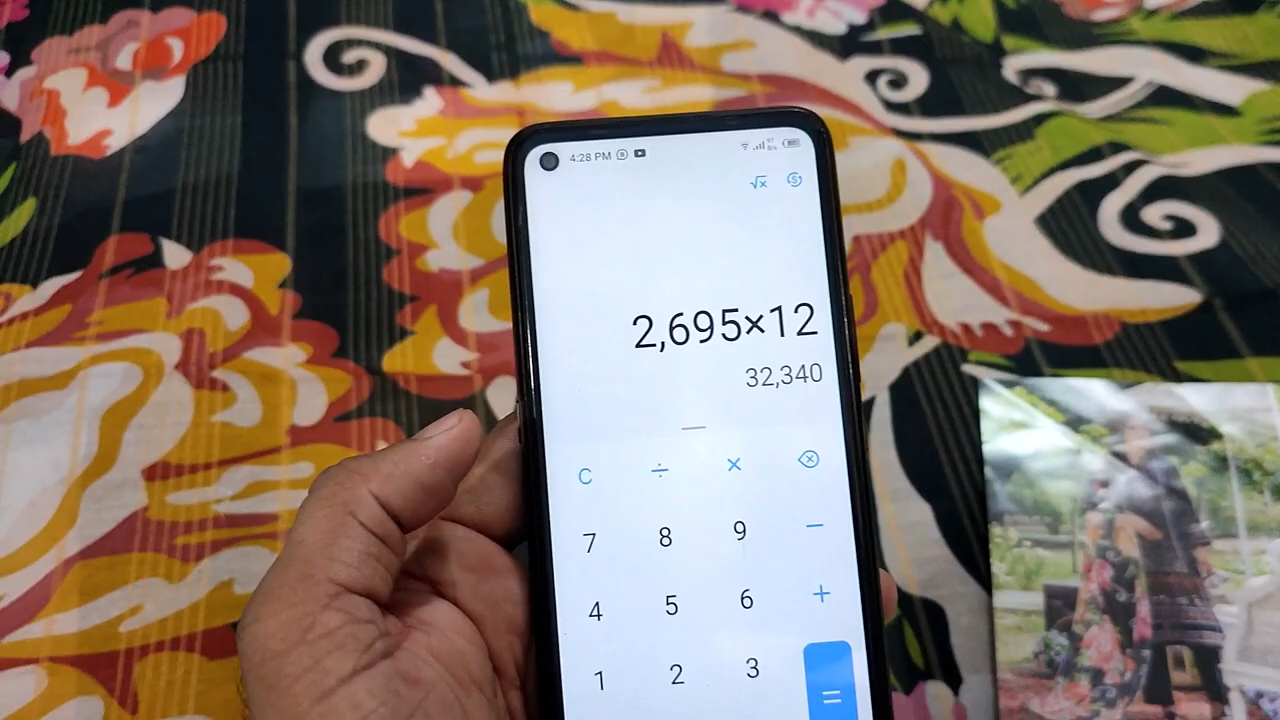 4:28 PM
√x
2,695×12
32,340
C ÷ ×
7 8 9 −
4 5 6 +
1 2 3 =